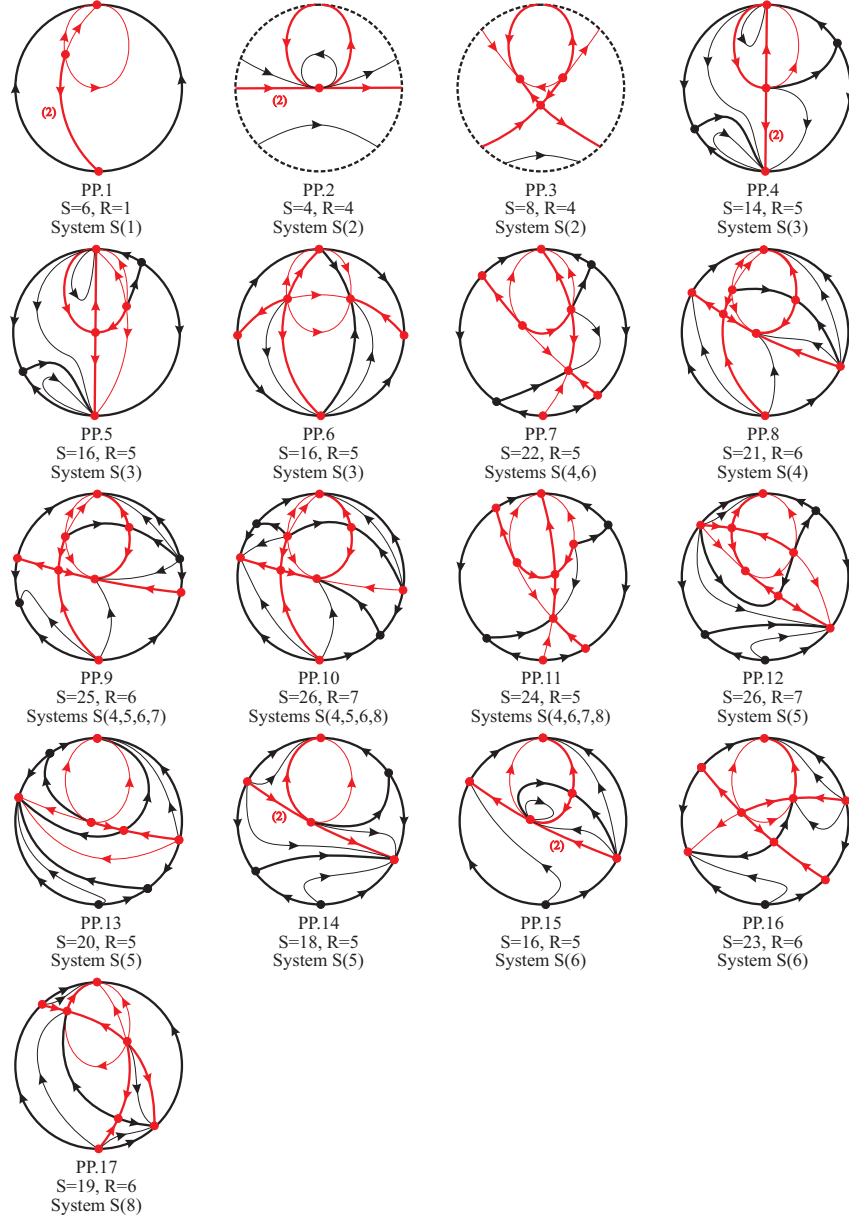 (2)
PP.1
S=6, R=1
System S(1)
(2)
PP.2
S=4, R=4
System S(2)
PP.3
S=8, R=4
System S(2)
(2)
PP.4
S=14, R=5
System S(3)
PP.5
S=16, R=5
System S(3)
PP.6
S=16, R=5
System S(3)
PP.7
S=22, R=5
Systems S(4,6)
PP.8
S=21, R=6
System S(4)
PP.9
S=25, R=6
Systems S(4,5,6,7)
PP.10
S=26, R=7
Systems S(4,5,6,8)
PP.11
S=24, R=5
Systems S(4,6,7,8)
PP.12
S=26, R=7
System S(5)
PP.13
S=20, R=5
System S(5)
(2)
PP.14
S=18, R=5
System S(5)
(2)
PP.15
S=16, R=5
System S(6)
PP.16
S=23, R=6
System S(6)
PP.17
S=19, R=6
System S(8)